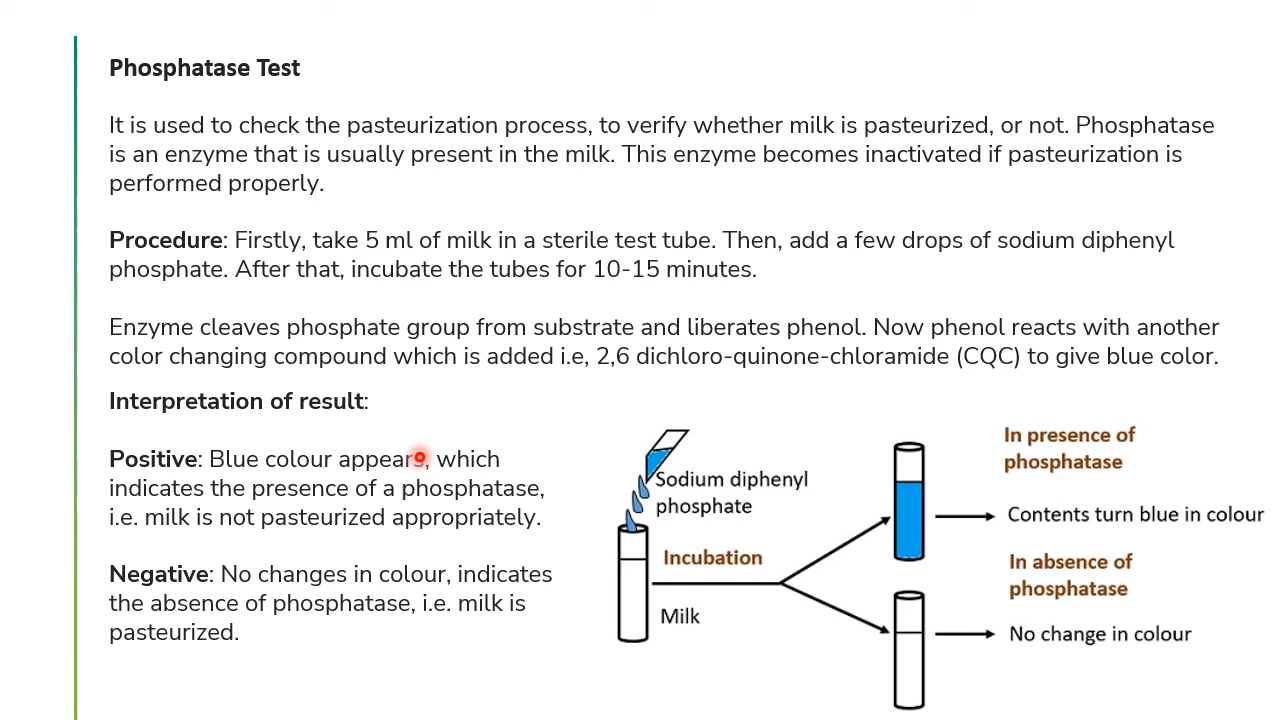 Phosphatase Test
It is used to check the pasteurization process, to verify whether milk is pasteurized, or not. Phosphatase
is an enzyme that is usually present in the milk. This enzyme becomes inactivated if pasteurization is
performed properly.
Procedure: Firstly, take 5 ml of milk in a sterile test tube. Then, add a few drops of sodium diphenyl
phosphate. After that, incubate the tubes for 10-15 minutes.
Enzyme cleaves phosphate group from substrate and liberates phenol. Now phenol reacts with another
color changing compound which is added i.e, 2,6 dichloro-quinone-chloramide (CQC) to give blue color.
Interpretation of result:
Positive: Blue colour appears, which
indicates the presence of a phosphatase,
i.e. milk is not pasteurized appropriately.
Negative: No changes in colour, indicates
the absence of phosphatase, i.e. milk is
pasteurized.
Sodium diphenyl
phosphate
Incubation
Milk
In presence of
phosphatase
Contents turn blue in colour
In absence of
phosphatase
No change in colour